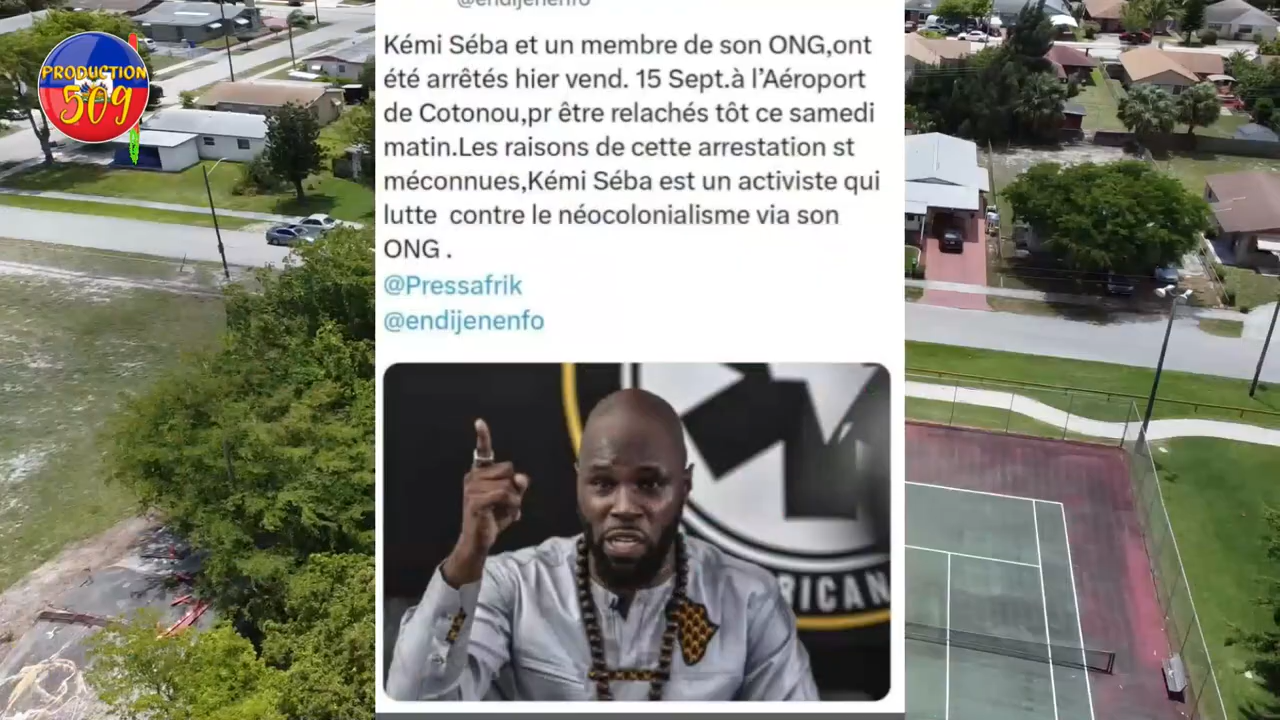 @endijenenfo
PRODUCTION
509
Kémi Séba et un membre de son ONG,ont
été arrêtés hier vend. 15 Sept.à l’Aéroport
de Cotonou,pr être relachés tôt ce samedi
matin.Les raisons de cette arrestation st
méconnues,Kémi Séba est un activiste qui
lutte  contre le néocolonialisme via son
ONG .
@Pressafrik
@endijenenfo
RICAN